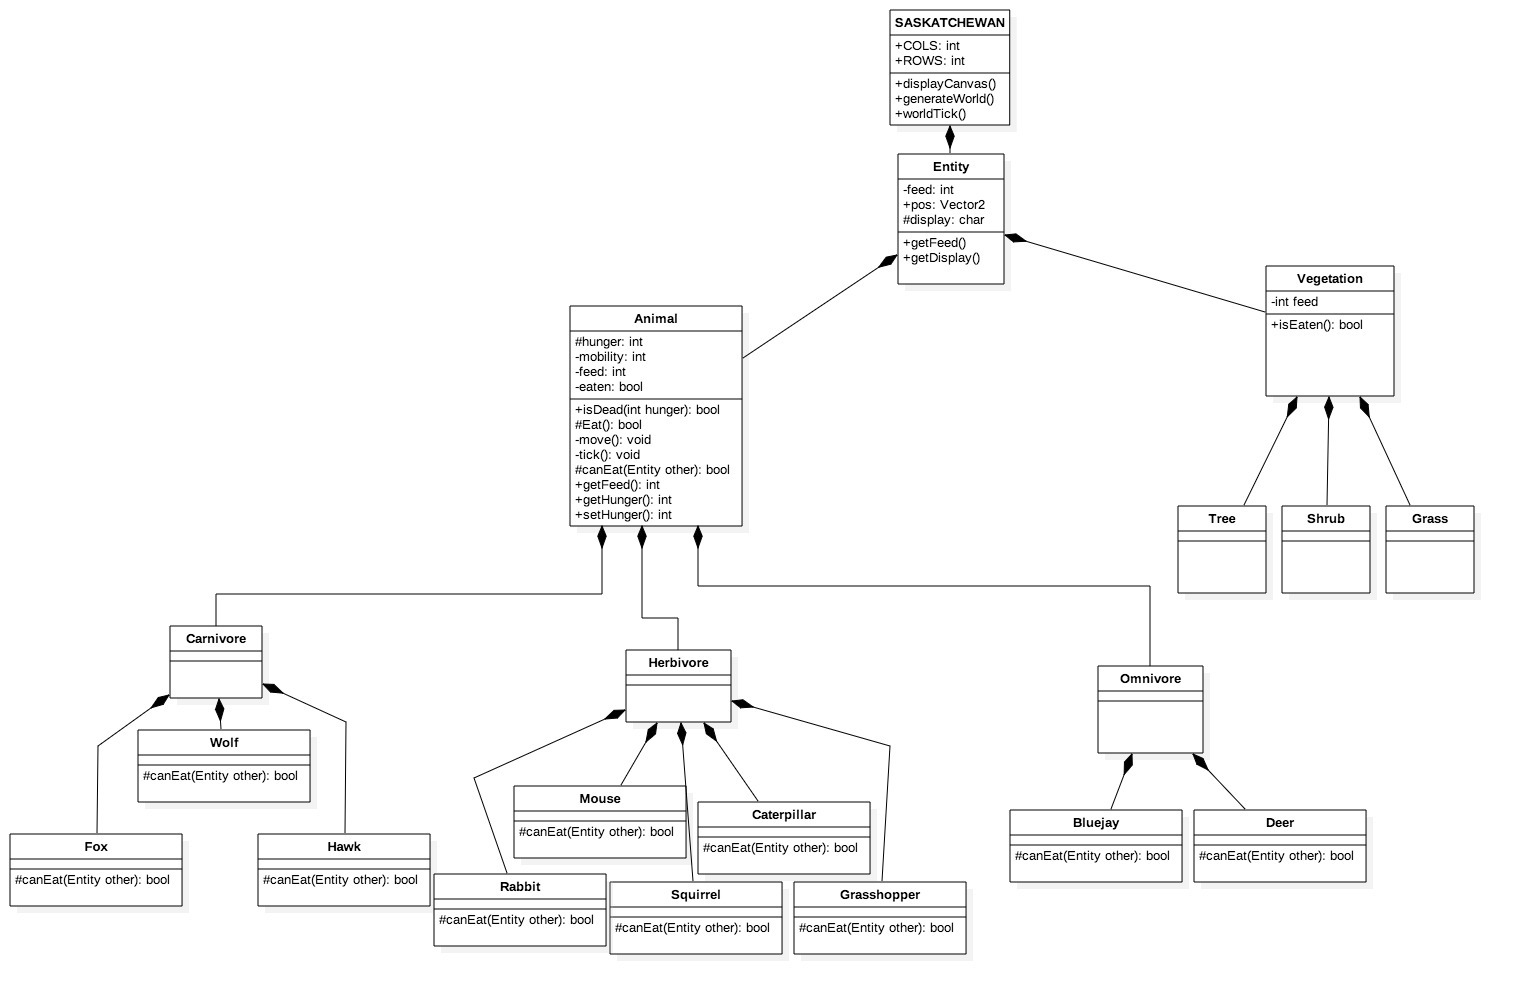 SASKATCHEWAN
+COLS: int
+ROWS: int
+displayCanvas()
+generateWorld()
+worldTick()
Entity
-feed: int
+pos: Vector2
#display: char
+getFeed()
+getDisplay()
Vegetation
-int feed
+isEaten(): bool
Animal
#hunger: int
-mobility: int
-feed: int
-eaten: bool
+isDead(int hunger): bool
#Eat(): bool
-move(): void
-tick(): void
#canEat(Entity other): bool
+getFeed(): int
+getHunger(): int
+setHunger(): int
Tree
Shrub
Grass
Carnivore
Herbivore
Omnivore
Wolf
#canEat(Entity other): bool
Fox
#canEat(Entity other): bool
Hawk
#canEat(Entity other): bool
Mouse
#canEat(Entity other): bool
Caterpillar
#canEat(Entity other): bool
Rabbit
#canEat(Entity other): bool
Squirrel
#canEat(Entity other): bool
Grasshopper
#canEat(Entity other): bool
Bluejay
#canEat(Entity other): bool
Deer
#canEat(Entity other): bool